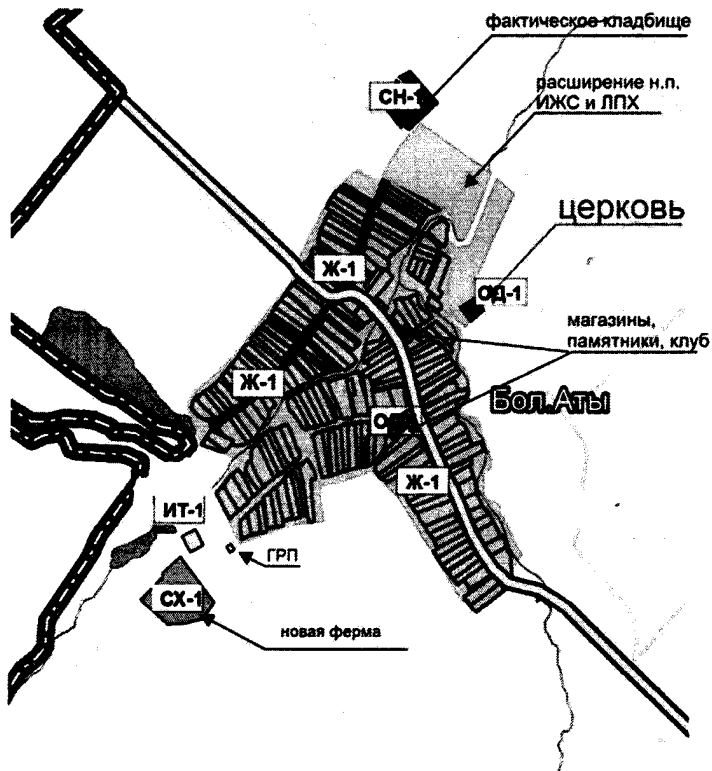 фактическое кладбище
СН-1
расширение н.п.
ИЖС и ЛПХ
церковь
Ж-1
ОД-1
магазины,
памятники, клуб
Ж-1
Бол.Аты
Ж-1
ИТ-1
ГРП
СХ-1
новая ферма